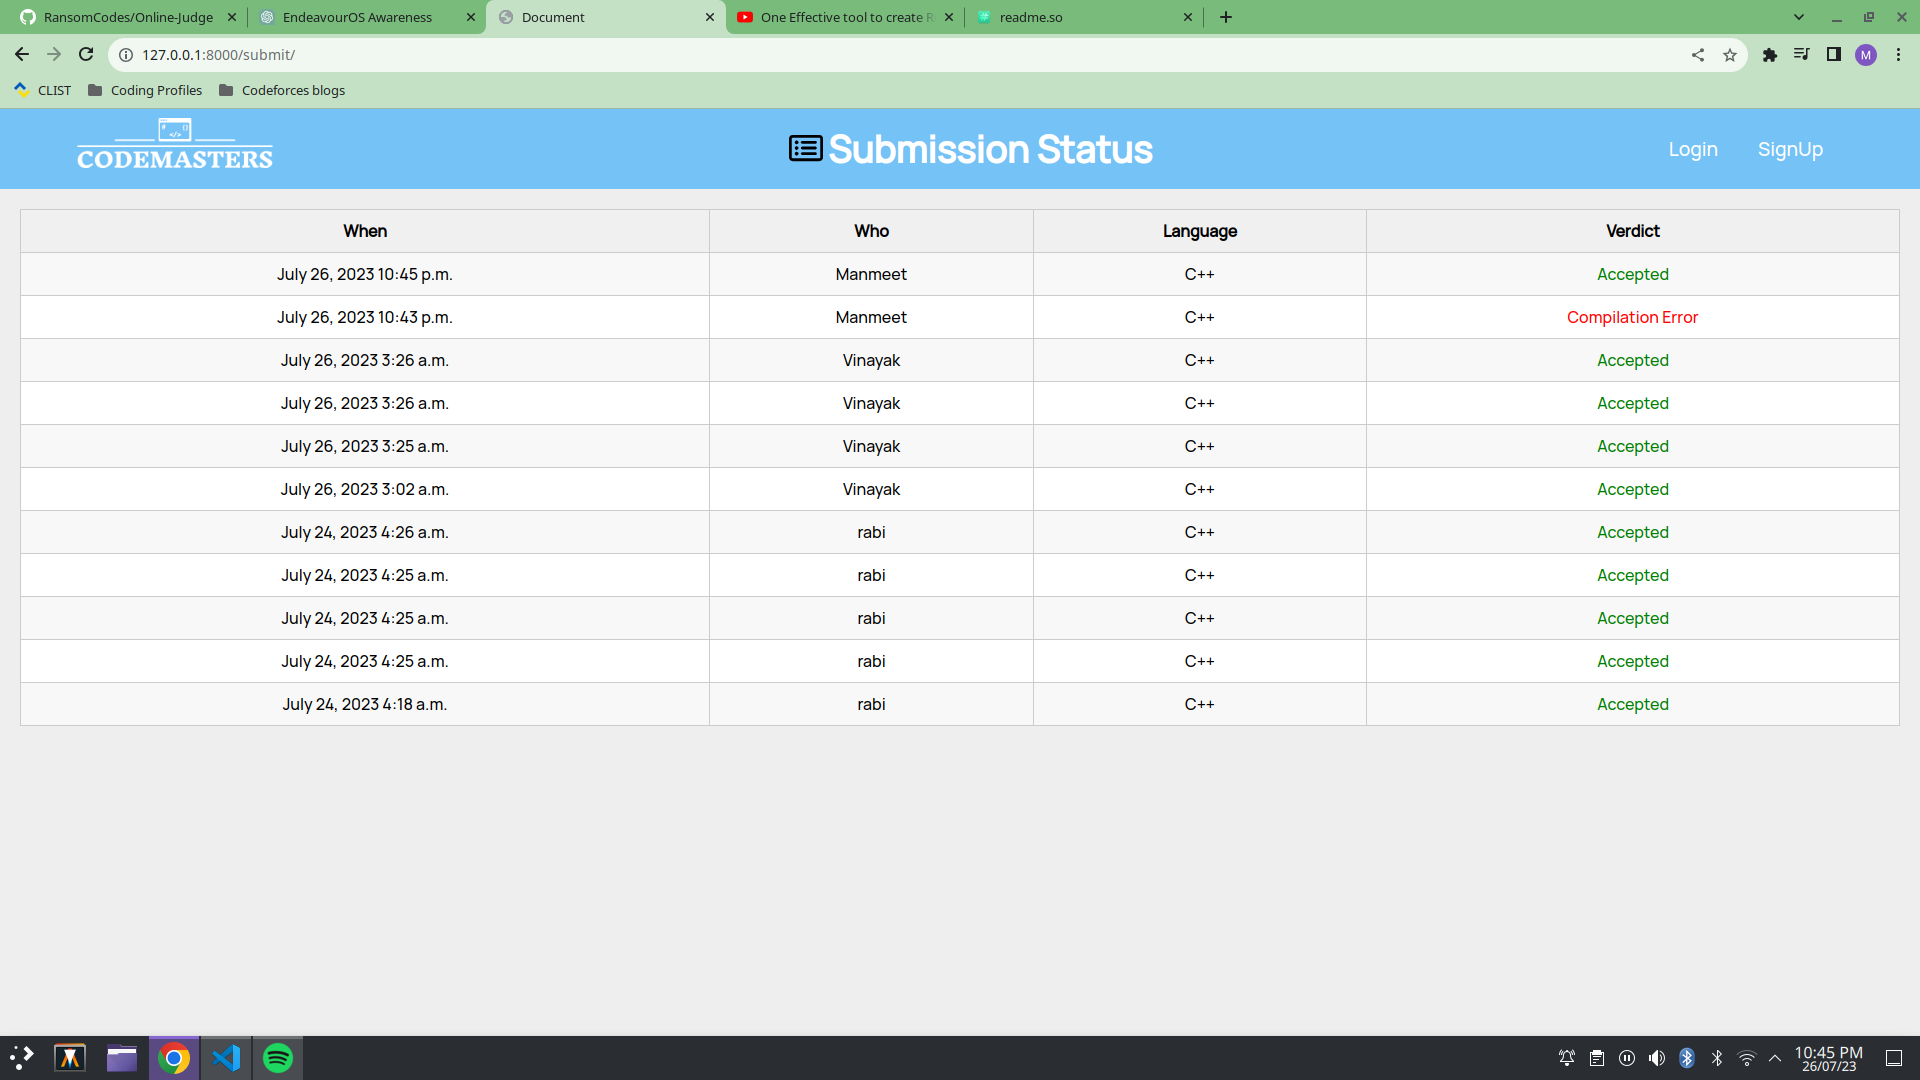 RansomCodes/Online-Judge EndeavourOS Awareness Document One Effective tool to create R readme.so
127.0.0.1:8000/submit/
M
CLIST Coding Profiles Codeforces blogs
CODEMASTERS Submission Status Login SignUp
When Who Language Verdict
July 26, 2023 10:45 p.m. Manmeet C++ Accepted
July 26, 2023 10:43 p.m. Manmeet C++ Compilation Error
July 26, 2023 3:26 a.m. Vinayak C++ Accepted
July 26, 2023 3:26 a.m. Vinayak C++ Accepted
July 26, 2023 3:25 a.m. Vinayak C++ Accepted
July 26, 2023 3:02 a.m. Vinayak C++ Accepted
July 24, 2023 4:26 a.m. rabi C++ Accepted
July 24, 2023 4:25 a.m. rabi C++ Accepted
July 24, 2023 4:25 a.m. rabi C++ Accepted
July 24, 2023 4:25 a.m. rabi C++ Accepted
July 24, 2023 4:18 a.m. rabi C++ Accepted
10:45 PM
26/07/23